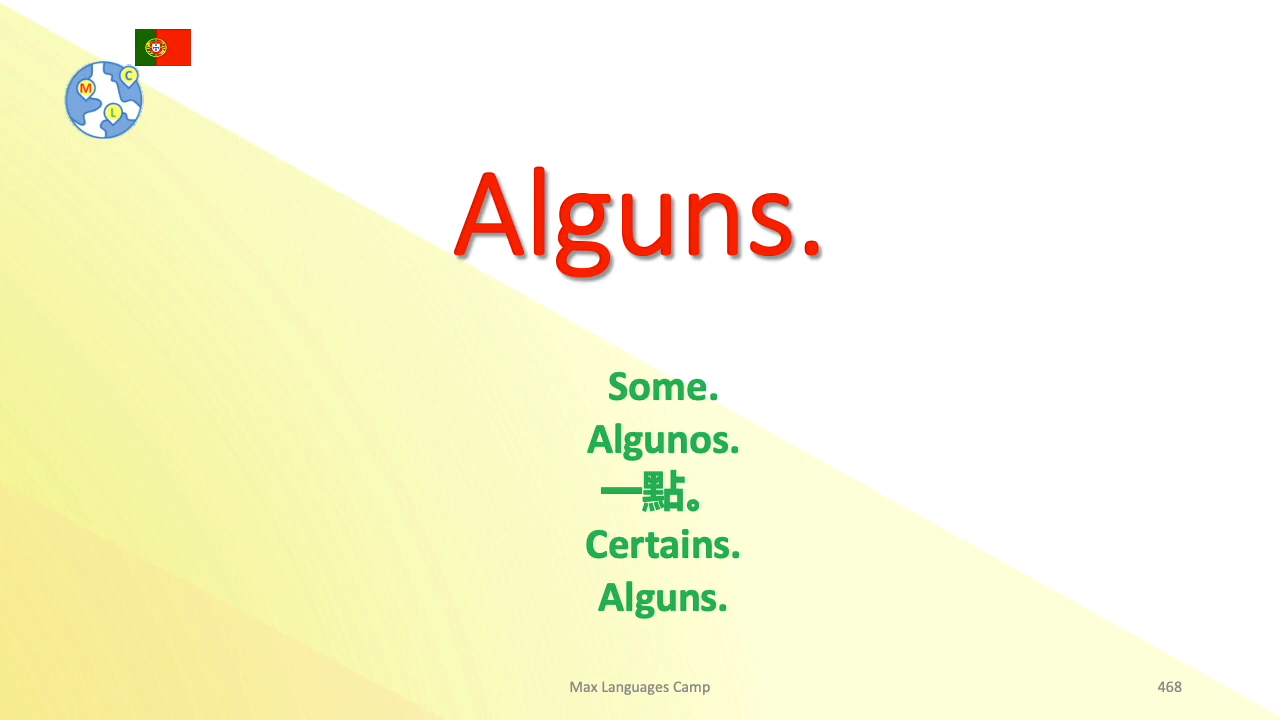 C
M
L
Alguns.
Some.
Algunos.
一點。
Certains.
Alguns.
Max Languages Camp
468